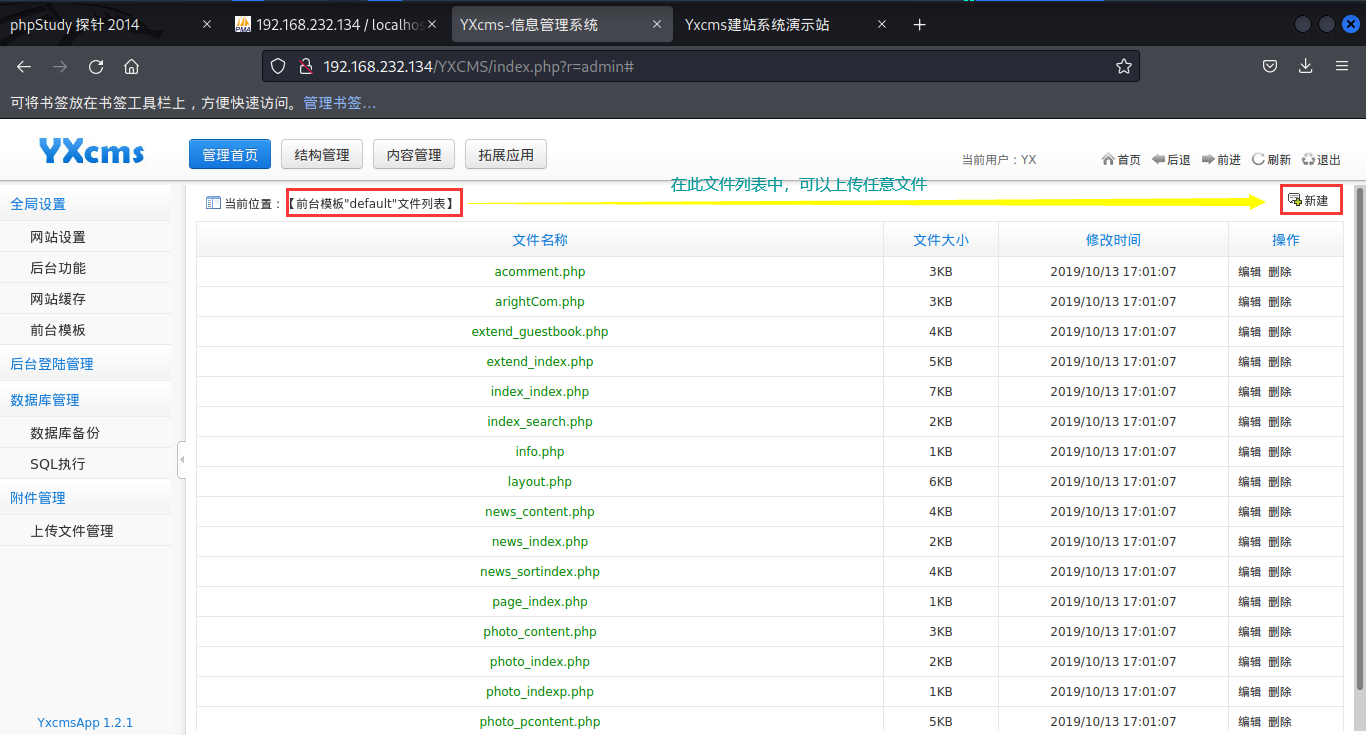 phpStudy 探针 2014
192.168.232.134 / localhos
YXcms-信息管理系统
Yxcms建站系统演示站
192.168.232.134/YXCMS/index.php?r=admin#
可将书签放在书签工具栏上，方便快速访问。管理书签…
YXcms
管理首页 结构管理 内容管理 拓展应用
当前用户：YX 首页 后退 前进 刷新 退出
全局设置
网站设置
后台功能
网站缓存
前台模板
后台登陆管理
数据库管理
数据库备份
SQL执行
附件管理
上传文件管理
YxcmsApp 1.2.1
在此文件列表中，可以上传任意文件
当前位置：【前台模板"default"文件列表】 新建
文件名称 文件大小 修改时间 操作
acomment.php 3KB 2019/10/13 17:01:07 编辑 删除
arightCom.php 3KB 2019/10/13 17:01:07 编辑 删除
extend_guestbook.php 4KB 2019/10/13 17:01:07 编辑 删除
extend_index.php 5KB 2019/10/13 17:01:07 编辑 删除
index_index.php 7KB 2019/10/13 17:01:07 编辑 删除
index_search.php 2KB 2019/10/13 17:01:07 编辑 删除
info.php 1KB 2019/10/13 17:01:07 编辑 删除
layout.php 6KB 2019/10/13 17:01:07 编辑 删除
news_content.php 4KB 2019/10/13 17:01:07 编辑 删除
news_index.php 2KB 2019/10/13 17:01:07 编辑 删除
news_sortindex.php 4KB 2019/10/13 17:01:07 编辑 删除
page_index.php 1KB 2019/10/13 17:01:07 编辑 删除
photo_content.php 3KB 2019/10/13 17:01:07 编辑 删除
photo_index.php 2KB 2019/10/13 17:01:07 编辑 删除
photo_indexp.php 1KB 2019/10/13 17:01:07 编辑 删除
photo_pcontent.php 5KB 2019/10/13 17:01:07 编辑 删除